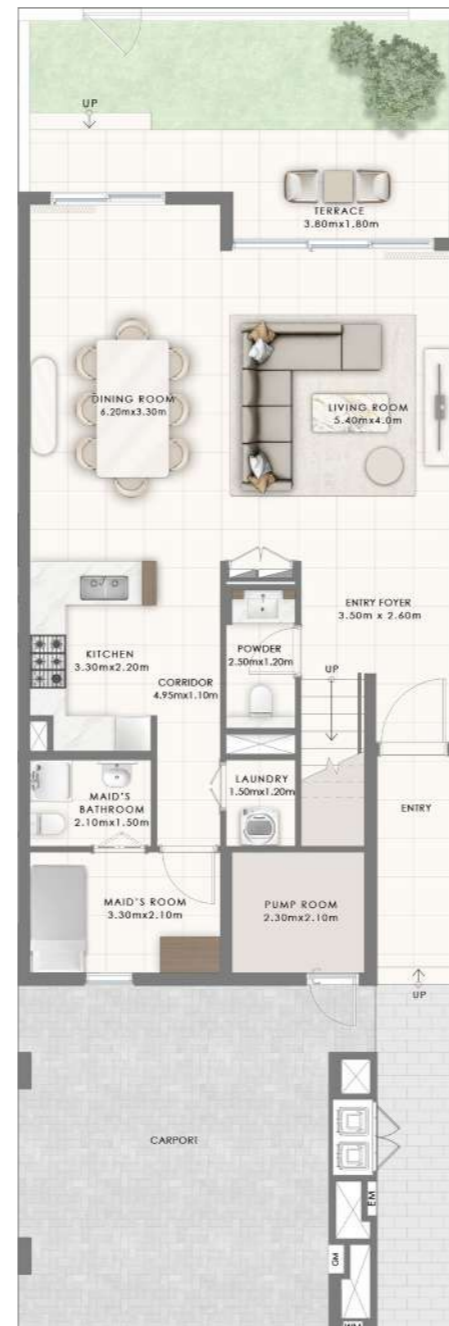 UP
TERRACE
3.80mx1.80m
DINING ROOM
6.20mx3.30m
LIVING ROOM
5.40mx4.0m
ENTRY FOYER
3.50m x 2.60m
POWDER
2.50mx1.20m
KITCHEN
3.30mx2.20m
UP
CORRIDOR
4.95mx1.10m
LAUNDRY
1.50mx1.20m
MAID'S
BATHROOM
2.10mx1.50m
ENTRY
MAID'S ROOM
3.30mx2.10m
PUMP ROOM
2.30mx2.10m
UP
CARPORT
EM
GM